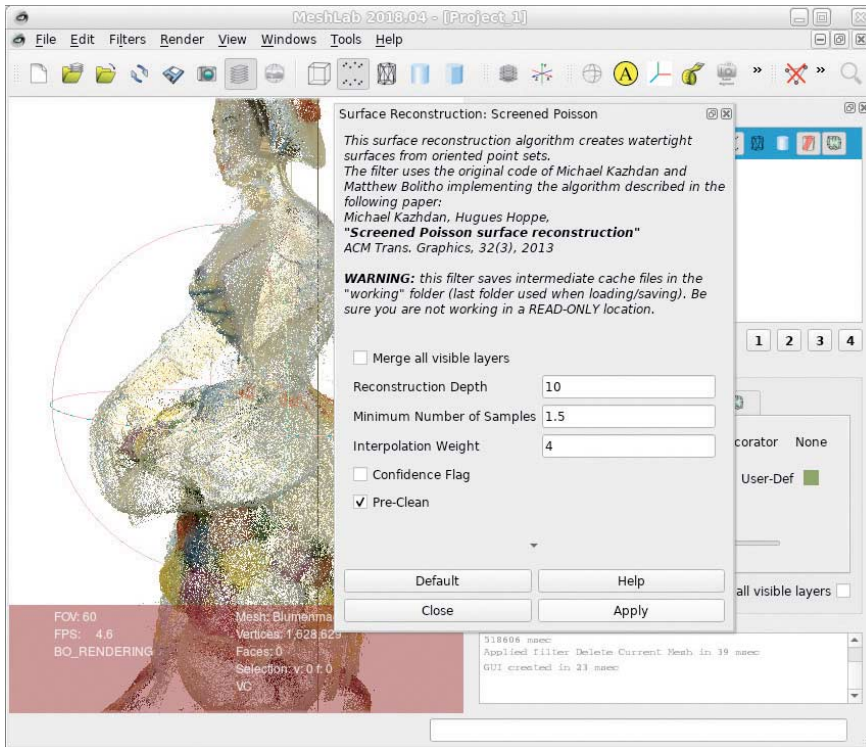 MeshLab 2018.04 - [Project_1]
File Edit Filters Render View Windows Tools Help
A » »
Surface Reconstruction: Screened Poisson
This surface reconstruction algorithm creates watertight
surfaces from oriented point sets.
The filter uses the original code of Michael Kazhdan and
Matthew Bolitho implementing the algorithm described in the
following paper:
Michael Kazhdan, Hugues Hoppe,
"Screened Poisson surface reconstruction"
ACM Trans. Graphics, 32(3), 2013
WARNING: this filter saves intermediate cache files in the
"working" folder (last folder used when loading/saving). Be
sure you are not working in a READ-ONLY location.
1 2 3 4
Merge all visible layers
Reconstruction Depth 10
Minimum Number of Samples 1.5
Interpolation Weight 4
corator None
Confidence Flag
User-Def
Pre-Clean
Default Help
all visible layers
Close Apply
FOV: 60 Mesh: Blumenma
FPS: 4.6 Vertices: 1,628,629
BO_RENDERING Faces: 0
Selection: v: 0 f: 0
VC
518606 msec
Applied filter Delete Current Mesh in 39 msec
GUI created in 23 msec